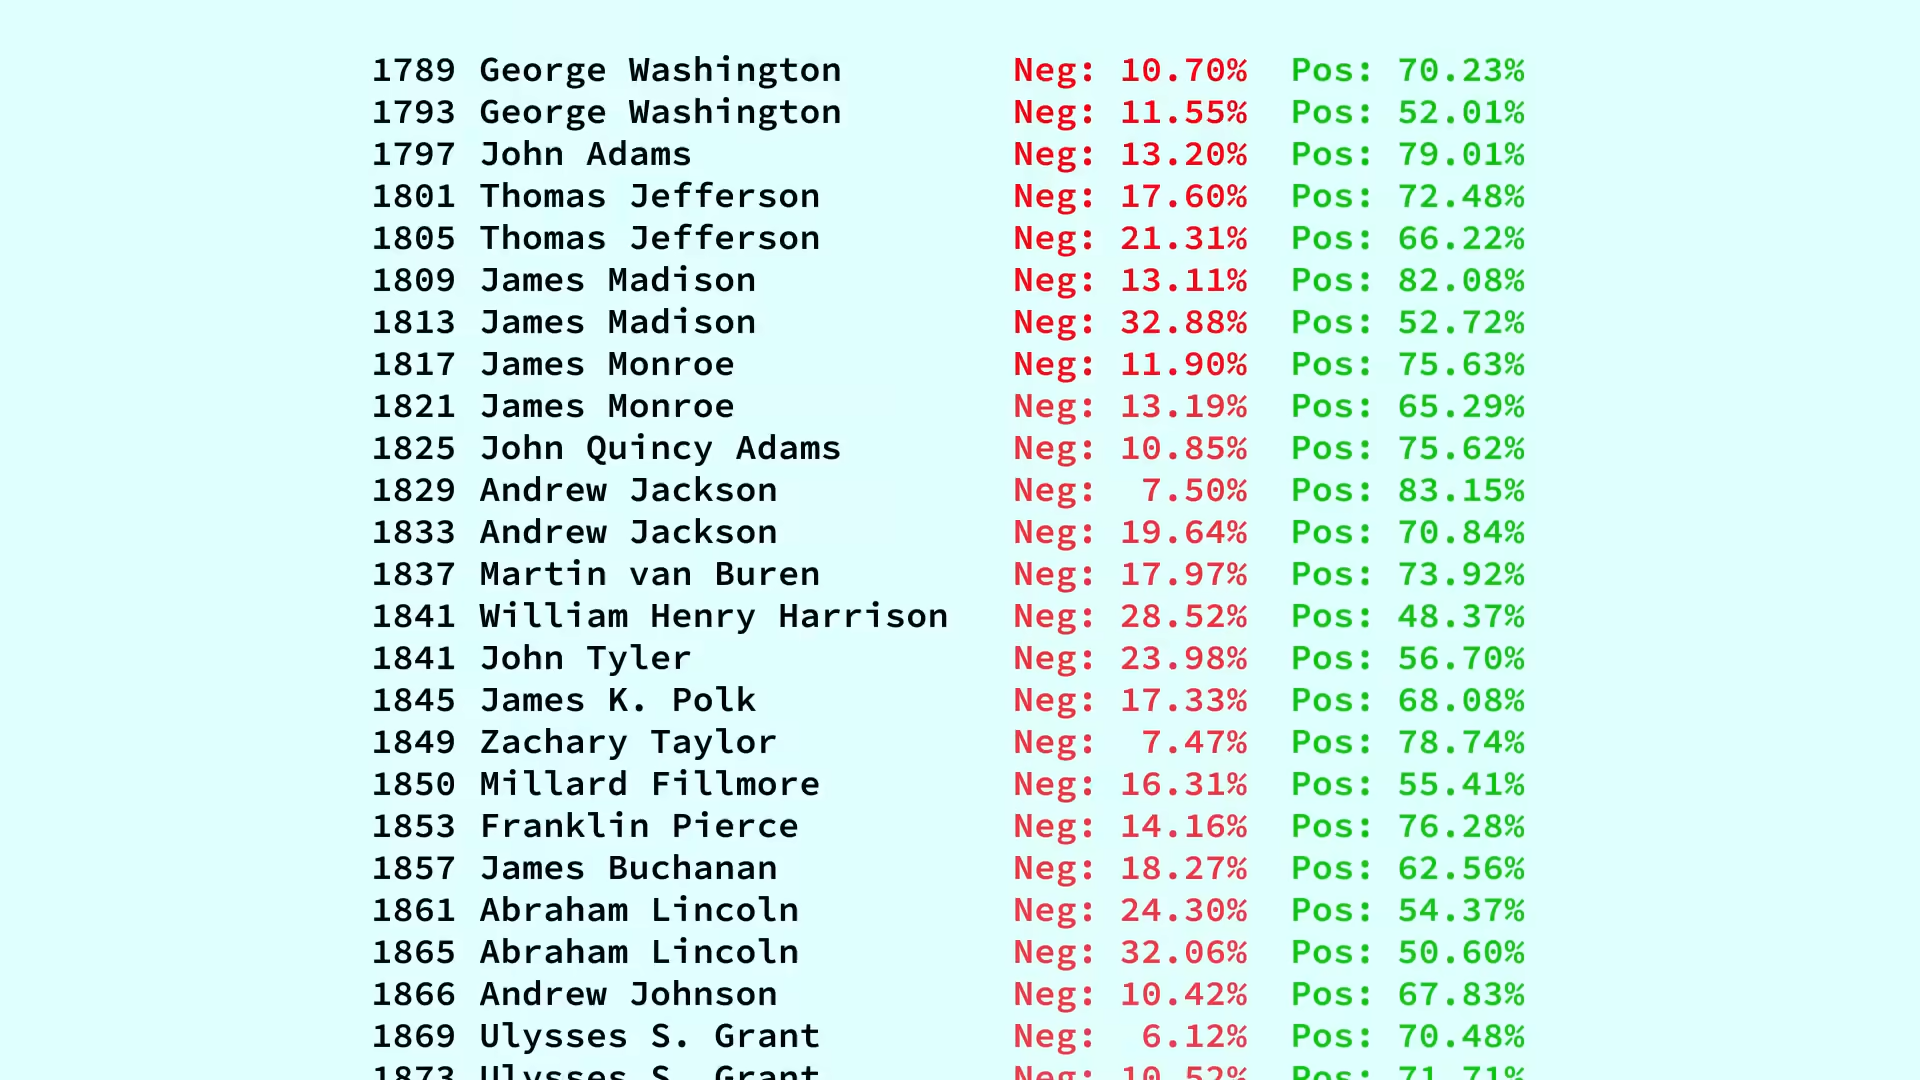 1789 George Washington Neg: 10.70% Pos: 70.23%
1793 George Washington Neg: 11.55% Pos: 52.01%
1797 John Adams Neg: 13.20% Pos: 79.01%
1801 Thomas Jefferson Neg: 17.60% Pos: 72.48%
1805 Thomas Jefferson Neg: 21.31% Pos: 66.22%
1809 James Madison Neg: 13.11% Pos: 82.08%
1813 James Madison Neg: 32.88% Pos: 52.72%
1817 James Monroe Neg: 11.90% Pos: 75.63%
1821 James Monroe Neg: 13.19% Pos: 65.29%
1825 John Quincy Adams Neg: 10.85% Pos: 75.62%
1829 Andrew Jackson Neg: 7.50% Pos: 83.15%
1833 Andrew Jackson Neg: 19.64% Pos: 70.84%
1837 Martin van Buren Neg: 17.97% Pos: 73.92%
1841 William Henry Harrison Neg: 28.52% Pos: 48.37%
1841 John Tyler Neg: 23.98% Pos: 56.70%
1845 James K. Polk Neg: 17.33% Pos: 68.08%
1849 Zachary Taylor Neg: 7.47% Pos: 78.74%
1850 Millard Fillmore Neg: 16.31% Pos: 55.41%
1853 Franklin Pierce Neg: 14.16% Pos: 76.28%
1857 James Buchanan Neg: 18.27% Pos: 62.56%
1861 Abraham Lincoln Neg: 24.30% Pos: 54.37%
1865 Abraham Lincoln Neg: 32.06% Pos: 50.60%
1866 Andrew Johnson Neg: 10.42% Pos: 67.83%
1869 Ulysses S. Grant Neg: 6.12% Pos: 70.48%
1873 Ulysses S. Grant Neg: 10.52% Pos: 71.71%